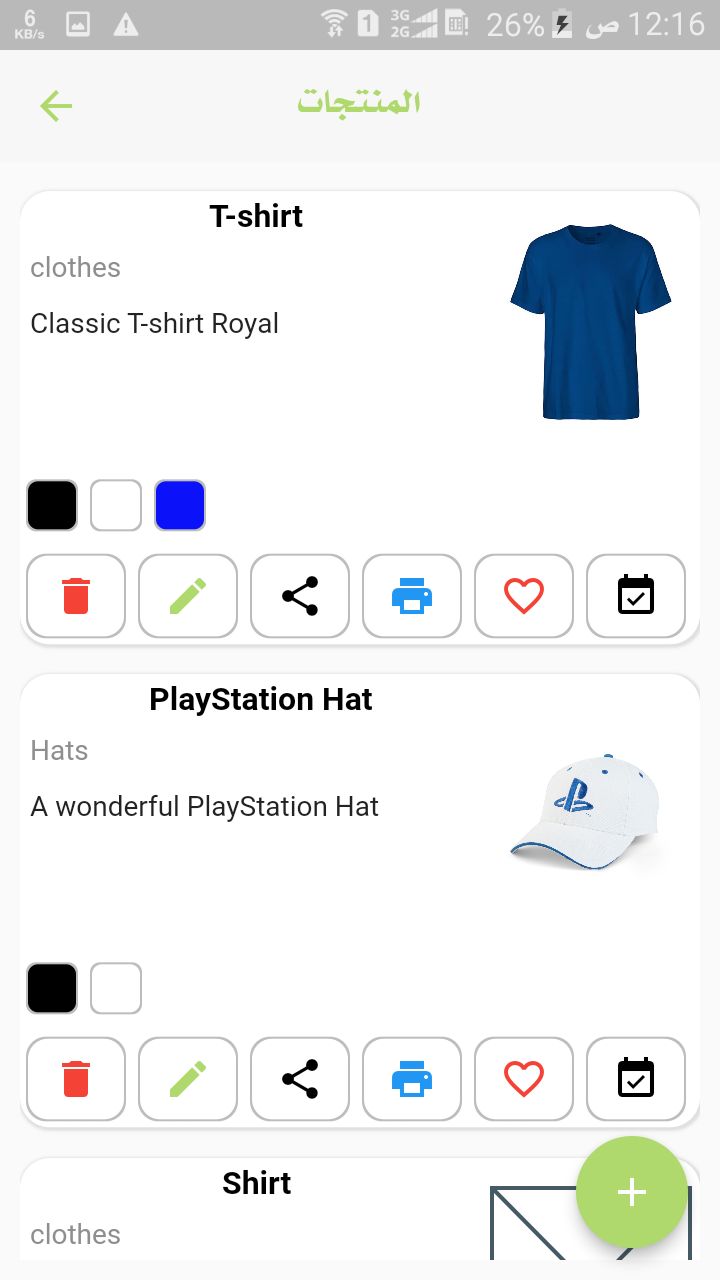 6
KB/s
1
3G
2G
26%
12:16 ص
المنتجات
T-shirt
clothes
Classic T-shirt Royal
PlayStation Hat
Hats
A wonderful PlayStation Hat
Shirt
clothes